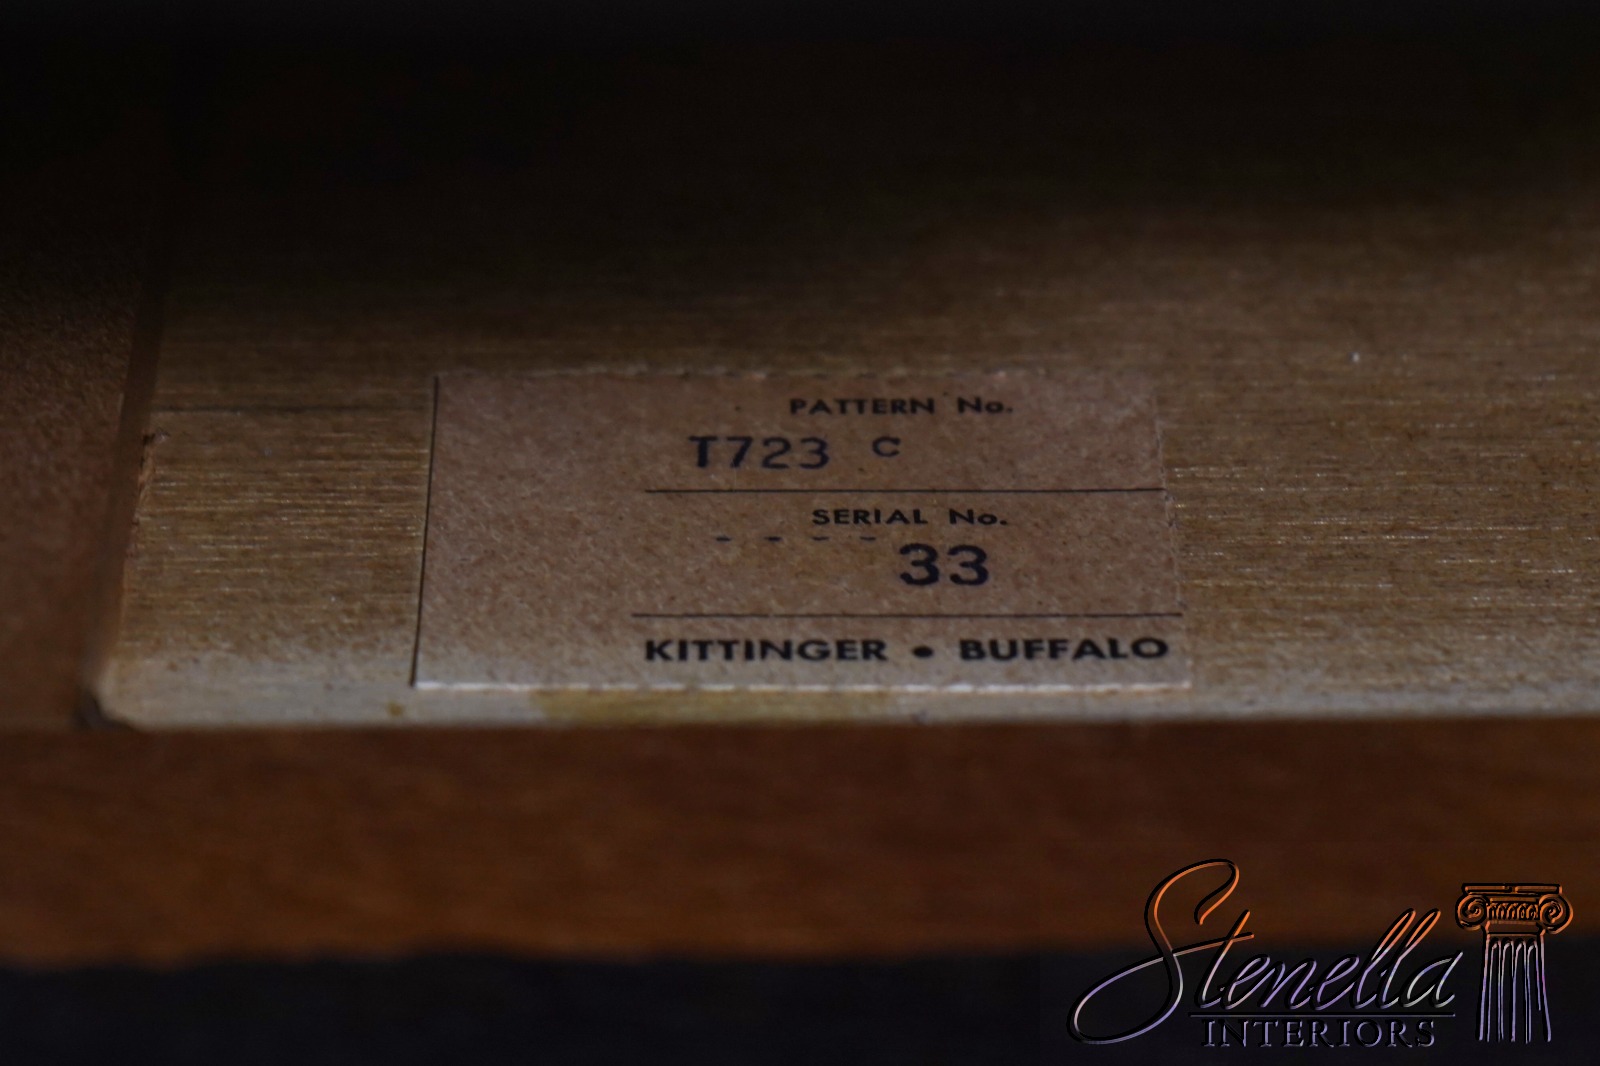 PATTERN No.
T723 C
SERIAL No.
- - - - 33
KITTINGER • BUFFALO
Stenella
INTERIORS